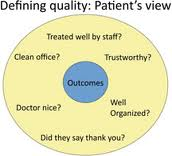 Defining quality: Patient's view
Treated well by staff?
Clean office?
Trustworthy?
Outcomes
Doctor nice?
Well
Organized?
Did they say thank you?